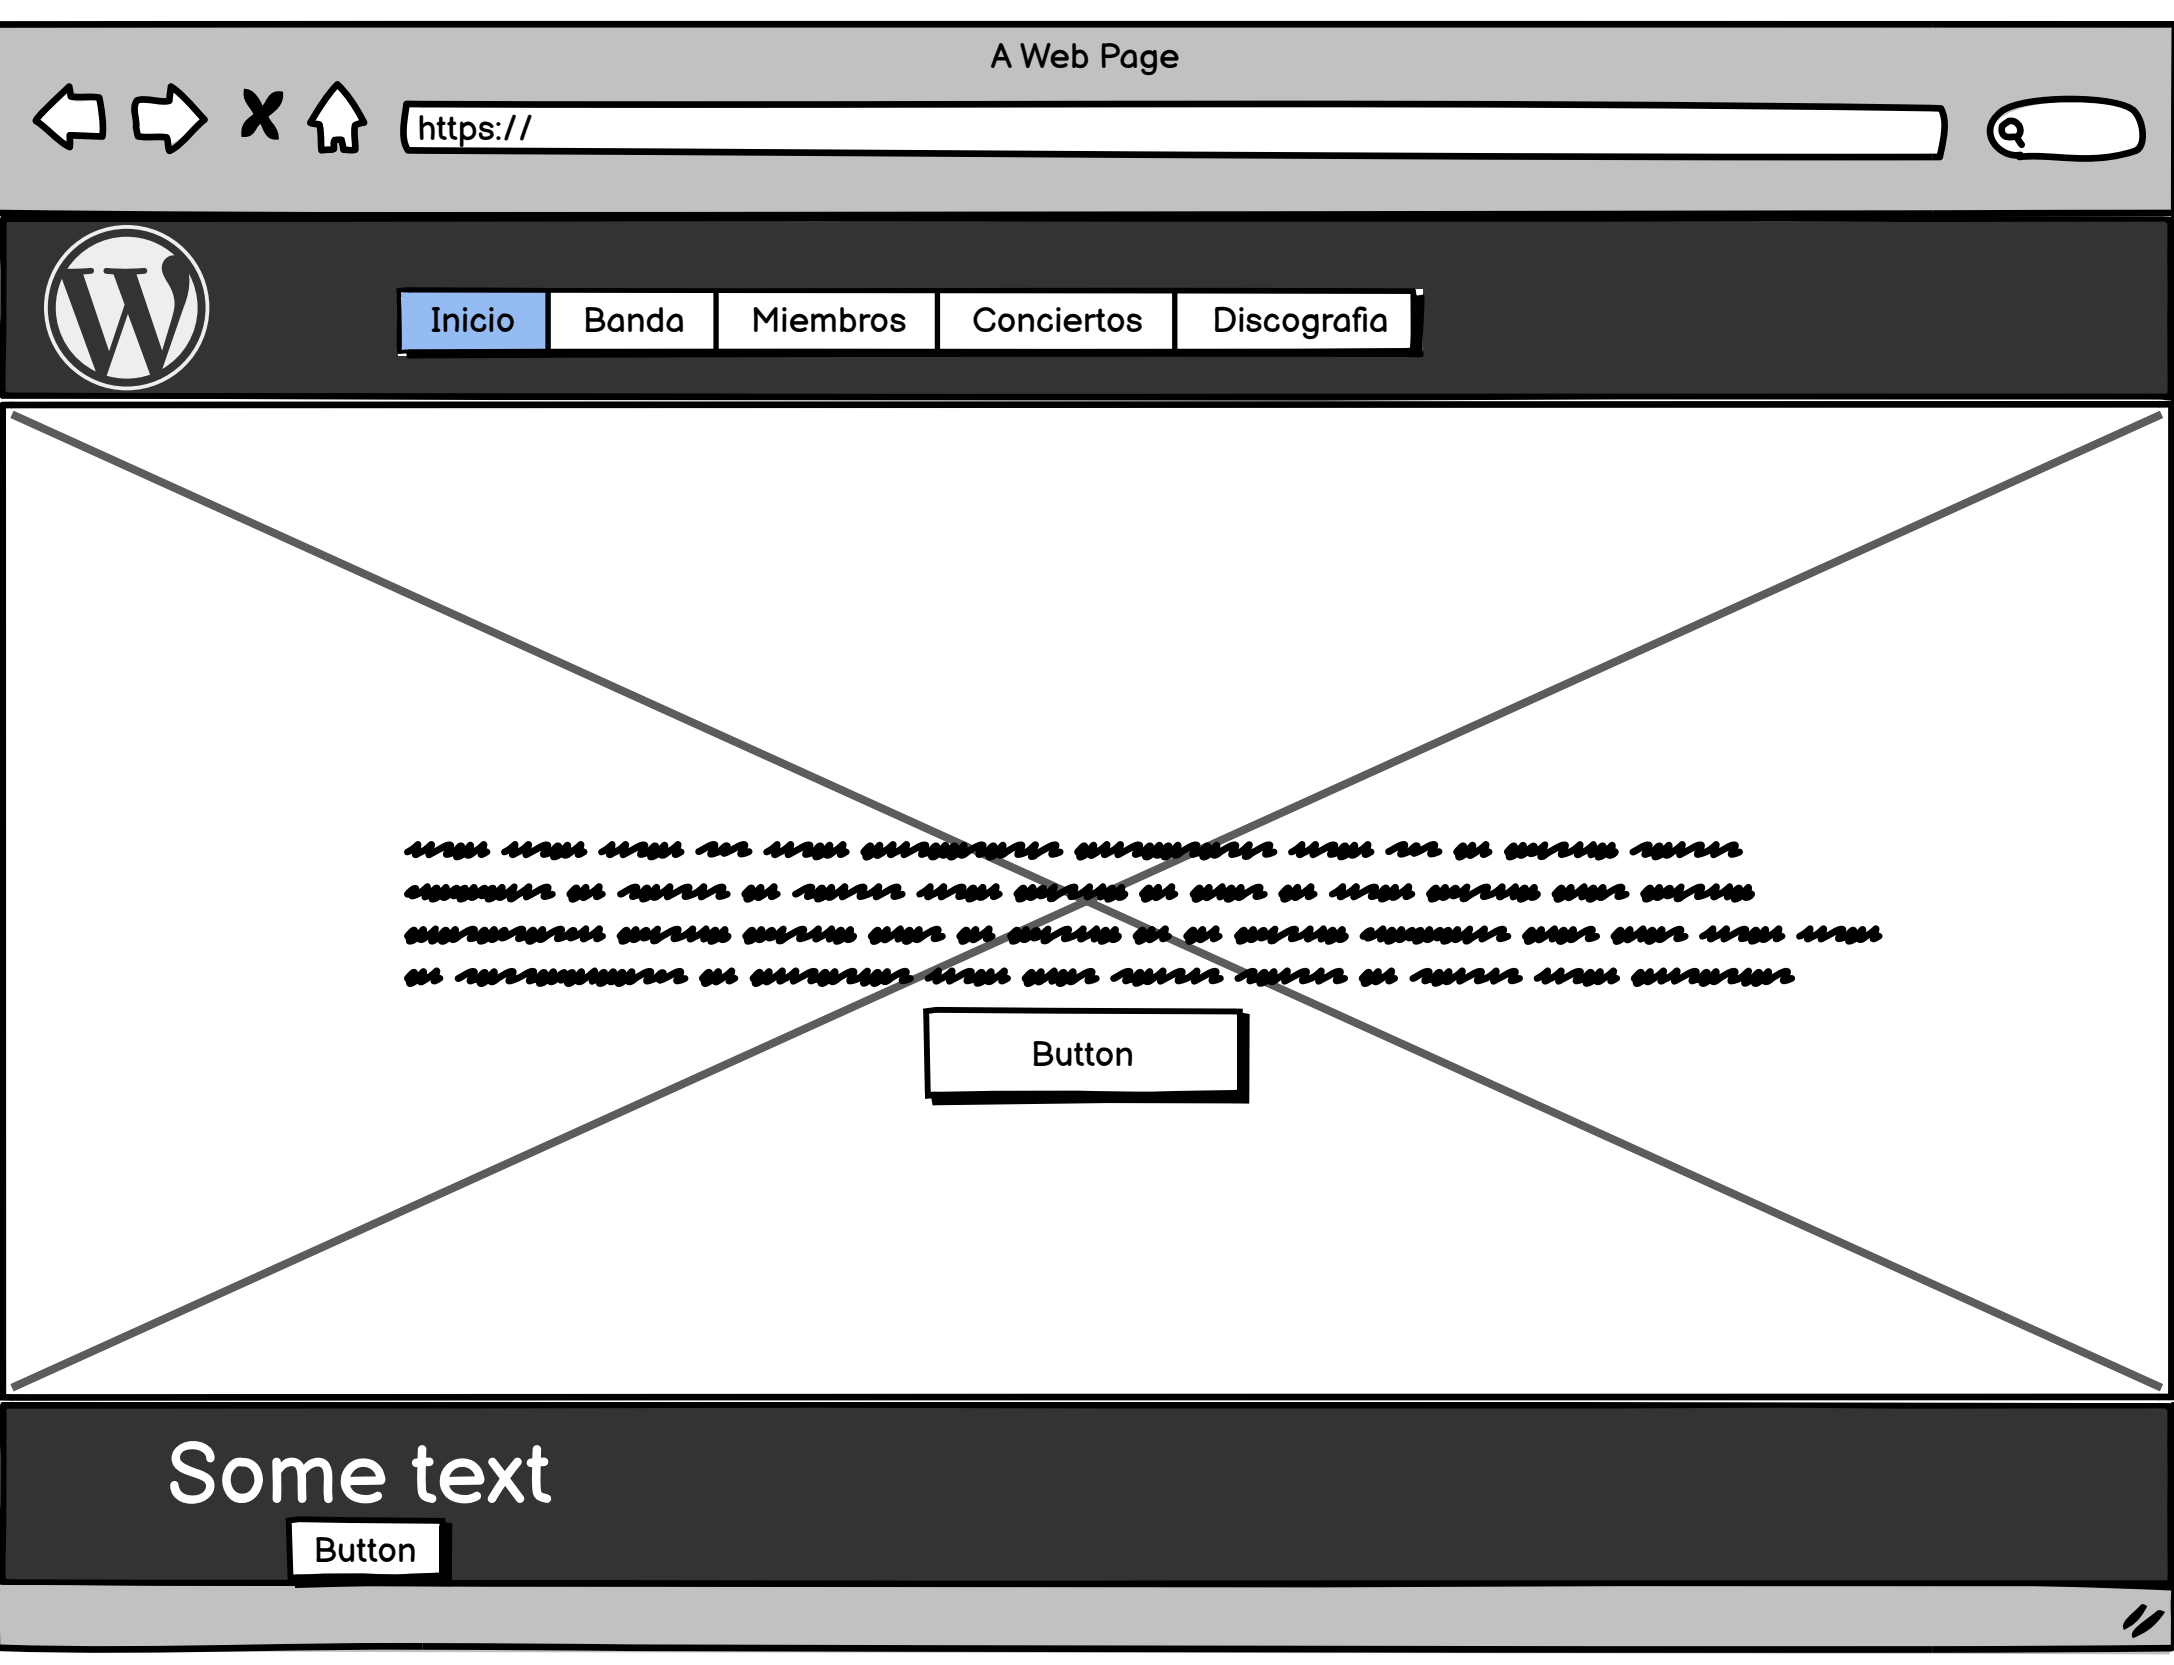 A Web Page
https://
Inicio Banda Miembros Conciertos Discografia
Button
Some text
Button